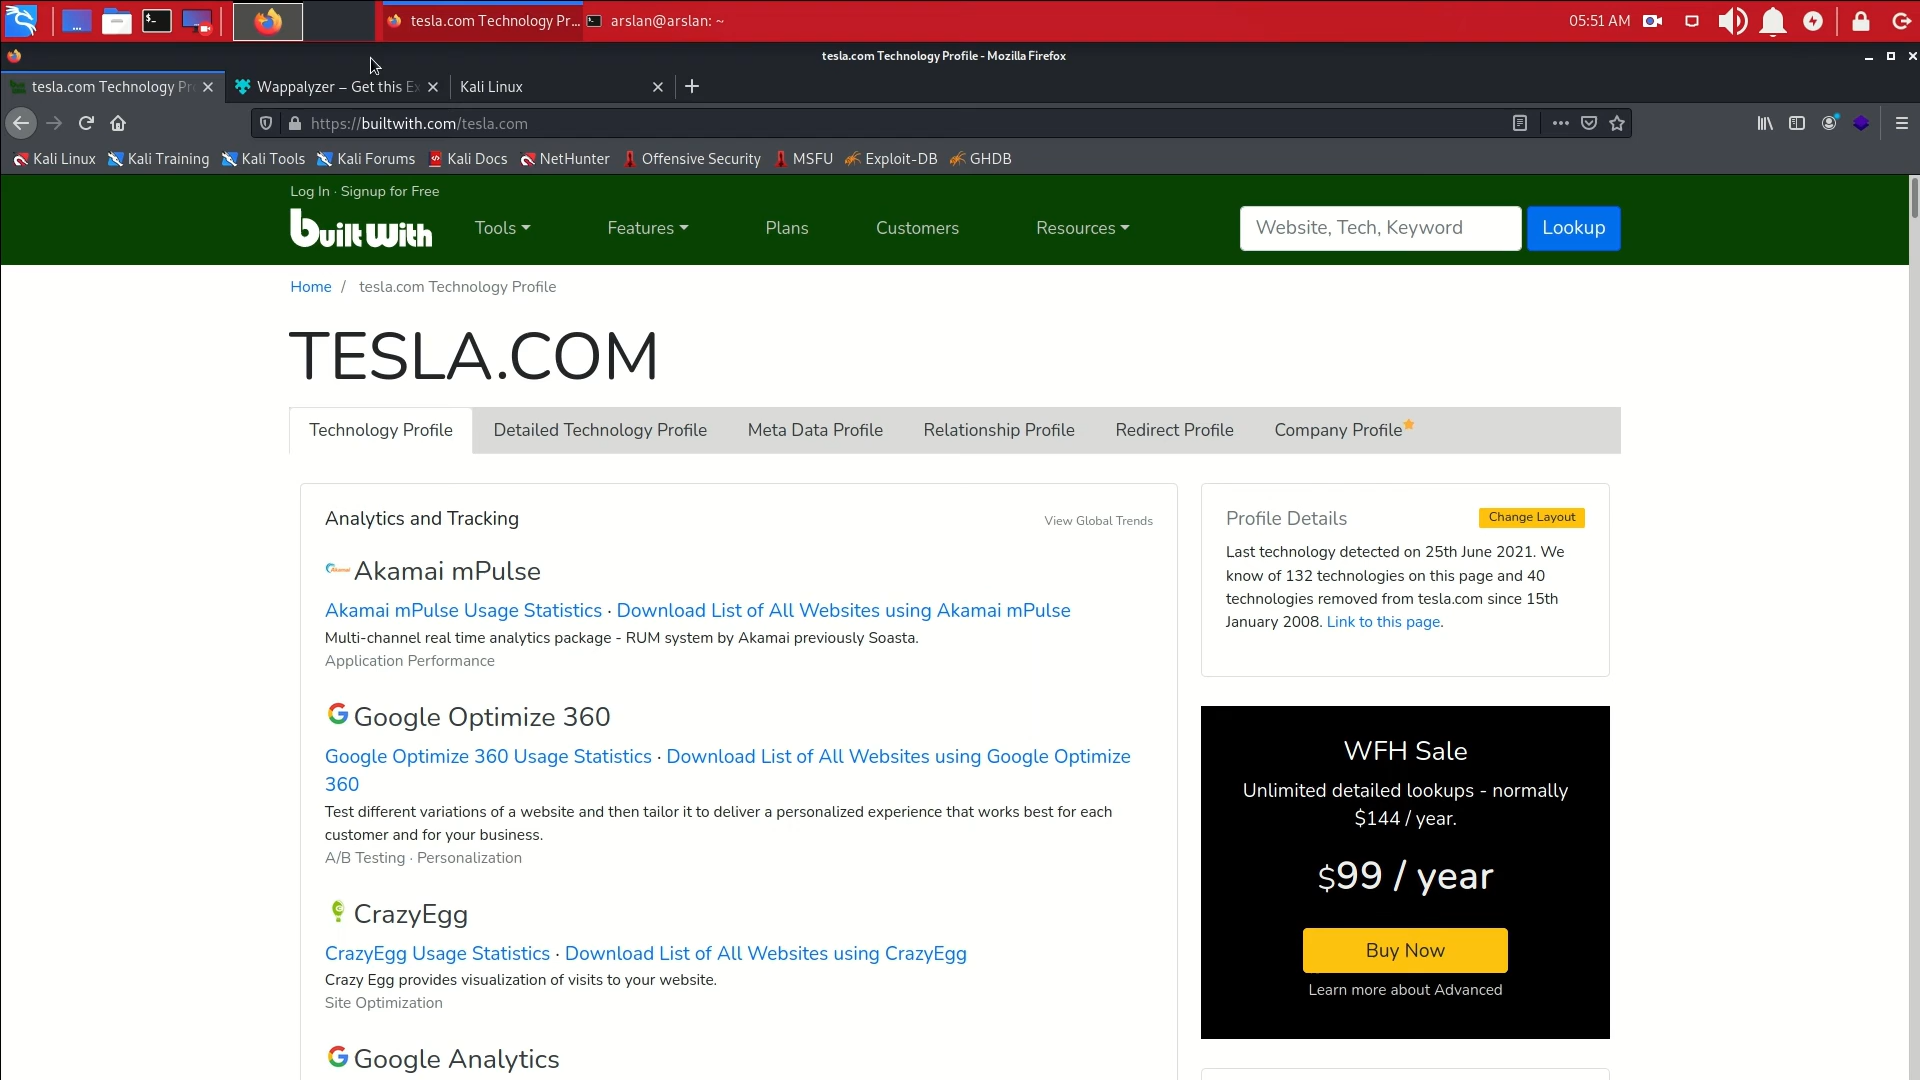 tesla.com Technology Pr...
arslan@arslan: ~
05:51 AM
tesla.com Technology Profile - Mozilla Firefox
tesla.com Technology Pr
Wappalyzer – Get this Ex
Kali Linux
https://builtwith.com/tesla.com
Kali Linux
Kali Training
Kali Tools
Kali Forums
Kali Docs
NetHunter
Offensive Security
MSFU
Exploit-DB
GHDB
Log In · Signup for Free
built with
Tools
Features
Plans
Customers
Resources
Website, Tech, Keyword
Lookup
Home / tesla.com Technology Profile
TESLA.COM
Technology Profile
Detailed Technology Profile
Meta Data Profile
Relationship Profile
Redirect Profile
Company Profile
Analytics and Tracking
View Global Trends
Akamai mPulse
Akamai mPulse Usage Statistics · Download List of All Websites using Akamai mPulse
Multi-channel real time analytics package - RUM system by Akamai previously Soasta.
Application Performance
Google Optimize 360
Google Optimize 360 Usage Statistics · Download List of All Websites using Google Optimize
360
Test different variations of a website and then tailor it to deliver a personalized experience that works best for each
customer and for your business.
A/B Testing · Personalization
CrazyEgg
CrazyEgg Usage Statistics · Download List of All Websites using CrazyEgg
Crazy Egg provides visualization of visits to your website.
Site Optimization
Google Analytics
Profile Details
Change Layout
Last technology detected on 25th June 2021. We
know of 132 technologies on this page and 40
technologies removed from tesla.com since 15th
January 2008. Link to this page.
WFH Sale
Unlimited detailed lookups - normally
$144 / year.
$99 / year
Buy Now
Learn more about Advanced